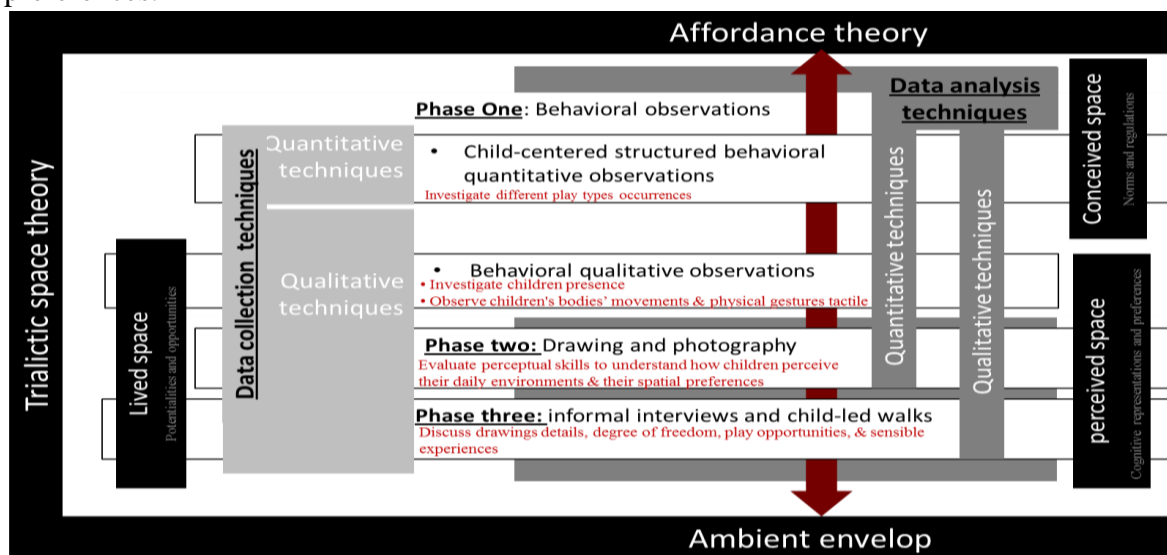 Affordance theory
Data analysis
techniques
Phase One: Behavioral observations
Quantitative
techniques
• Child-centered structured behavioral
quantitative observations
Investigate different play types occurrences
Qualitative
techniques
• Behavioral qualitative observations
• Investigate children presence
• Observe children's bodies' movements & physical gestures tactile
Phase two: Drawing and photography
Evaluate perceptual skills to understand how children perceive
their daily environments & their spatial preferences
Phase three: informal interviews and child-led walks
Discuss drawings details, degree of freedom, play opportunities, & sensible
experiences
Trialictic space theory
Lived space
Potentialities and opportunities
Data collection techniques
Quantitative techniques
Qualitative techniques
Conceived space
Norms and regulations
perceived space
Cognitive representations and preferences
Ambient envelop